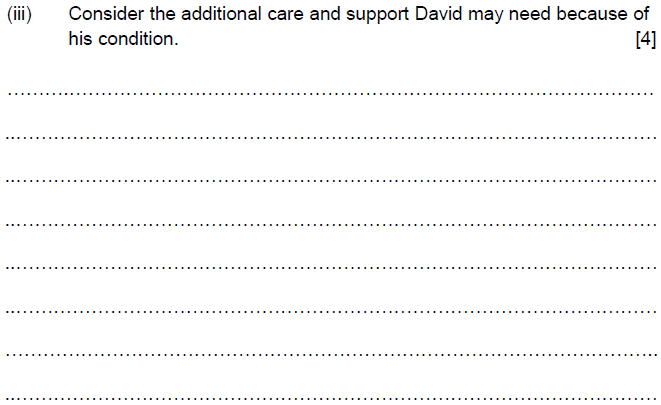 (iii) Consider the additional care and support David may need because of
his condition. [4]